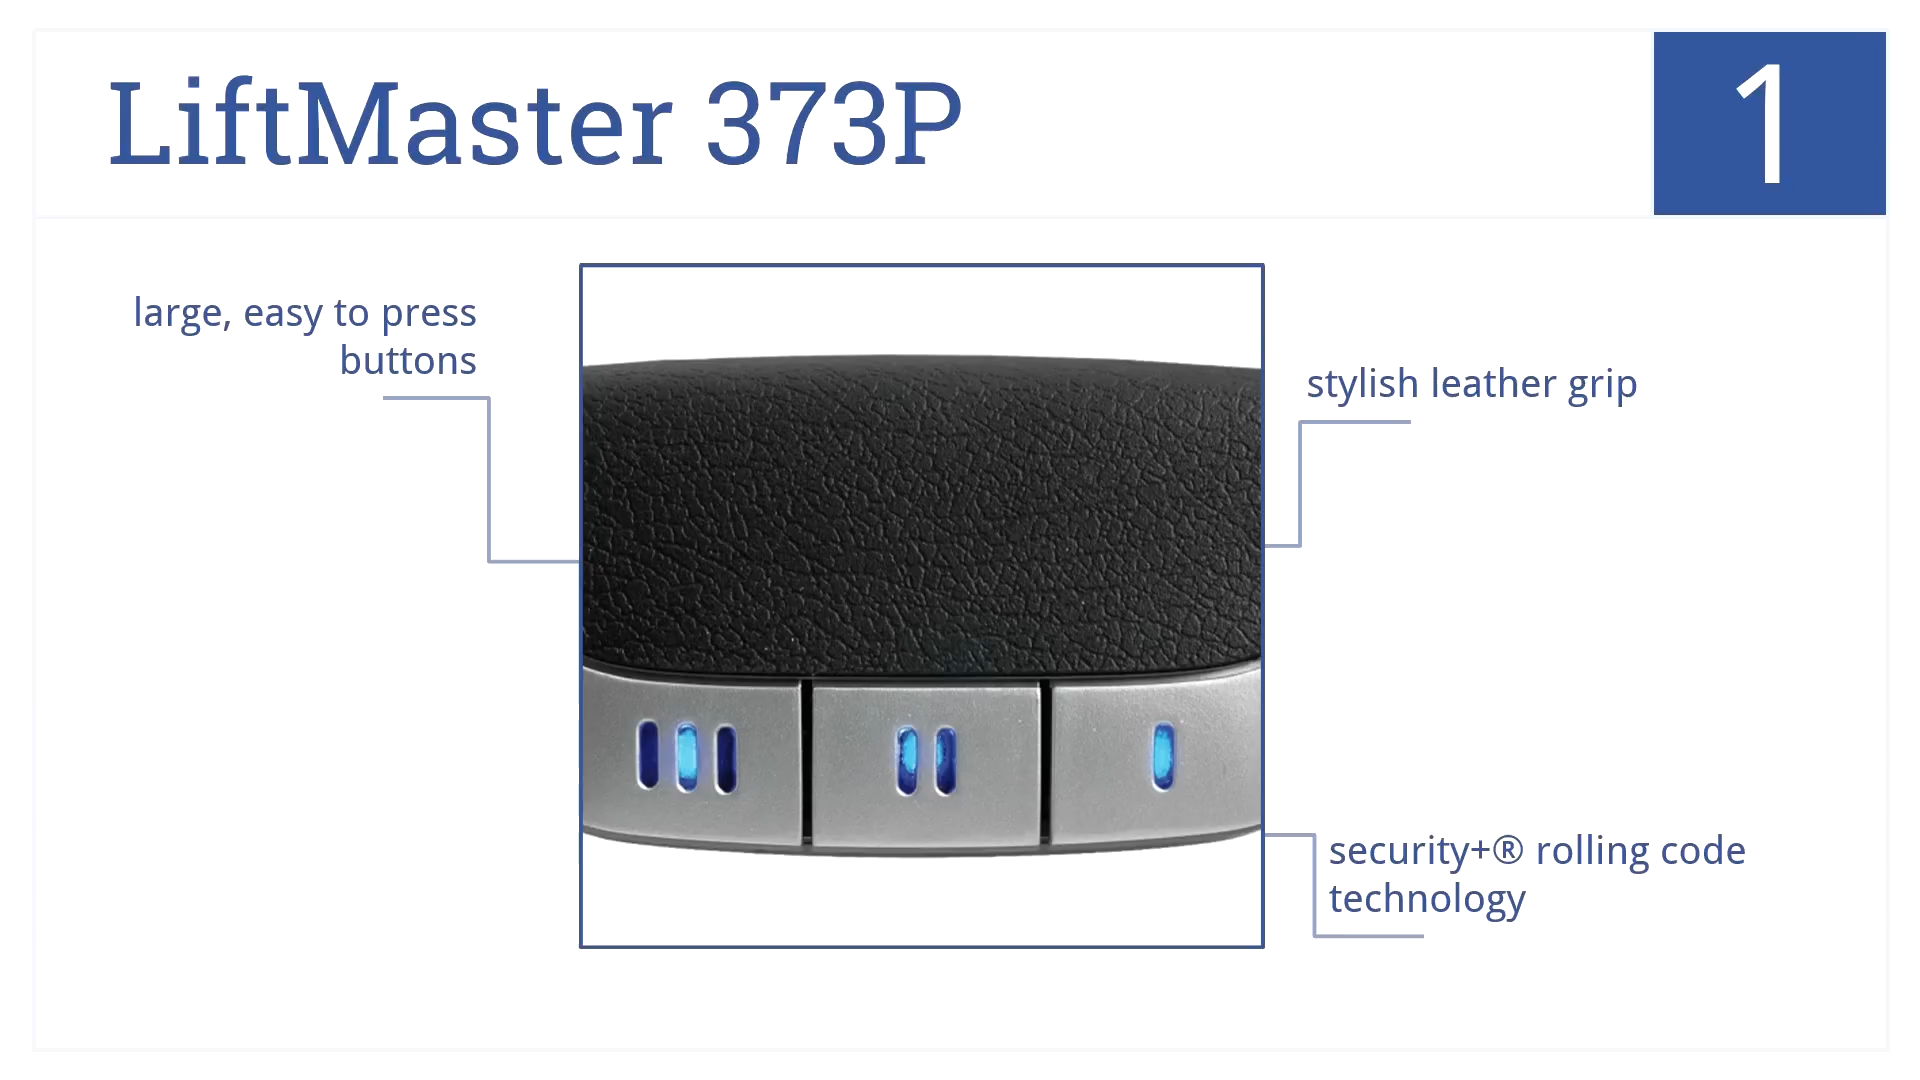 LiftMaster 373P
1
large, easy to press
buttons
stylish leather grip
security+® rolling code
technology